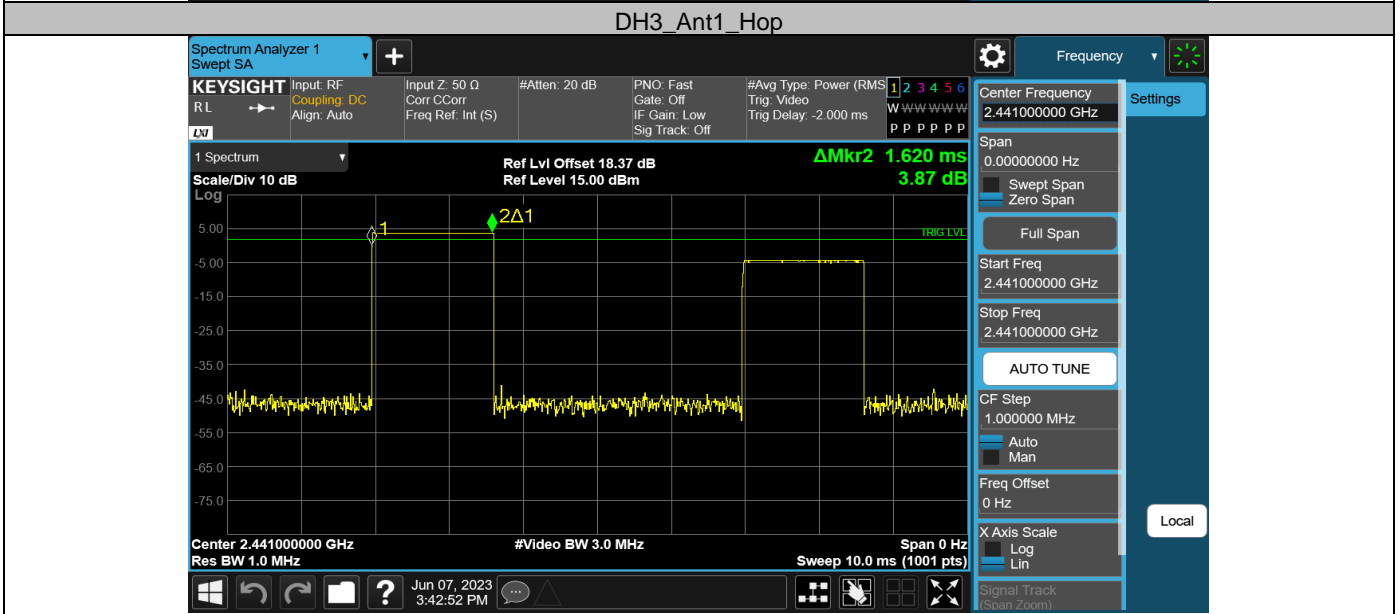 DH3_Ant1_Hop
Spectrum Analyzer 1
Swept SA
Frequency
KEYSIGHT
RL
LXI
Input: RF
Coupling: DC
Align: Auto
Input Z: 50 Ω
Corr CCorr
Freq Ref: Int (S)
#Atten: 20 dB
PNO: Fast
Gate: Off
IF Gain: Low
Sig Track: Off
#Avg Type: Power (RMS
Trig: Video
Trig Delay: -2.000 ms
1 2 3 4 5 6
W W W W W W
P P P P P P
1 Spectrum
Scale/Div 10 dB
Log
Ref Lvl Offset 18.37 dB
Ref Level 15.00 dBm
ΔMkr2 1.620 ms
3.87 dB
1
2Δ1
TRIG LVL
5.00
-5.00
-15.0
-25.0
-35.0
-45.0
-55.0
-65.0
-75.0
Center 2.441000000 GHz
Res BW 1.0 MHz
#Video BW 3.0 MHz
Span 0 Hz
Sweep 10.0 ms (1001 pts)
Center Frequency
2.441000000 GHz
Settings
Span
0.00000000 Hz
Swept Span
Zero Span
Full Span
Start Freq
2.441000000 GHz
Stop Freq
2.441000000 GHz
AUTO TUNE
CF Step
1.000000 MHz
Auto
Man
Freq Offset
0 Hz
X Axis Scale
Log
Lin
Local
Signal Track
(Span Zoom)
?
Jun 07, 2023
3:42:52 PM